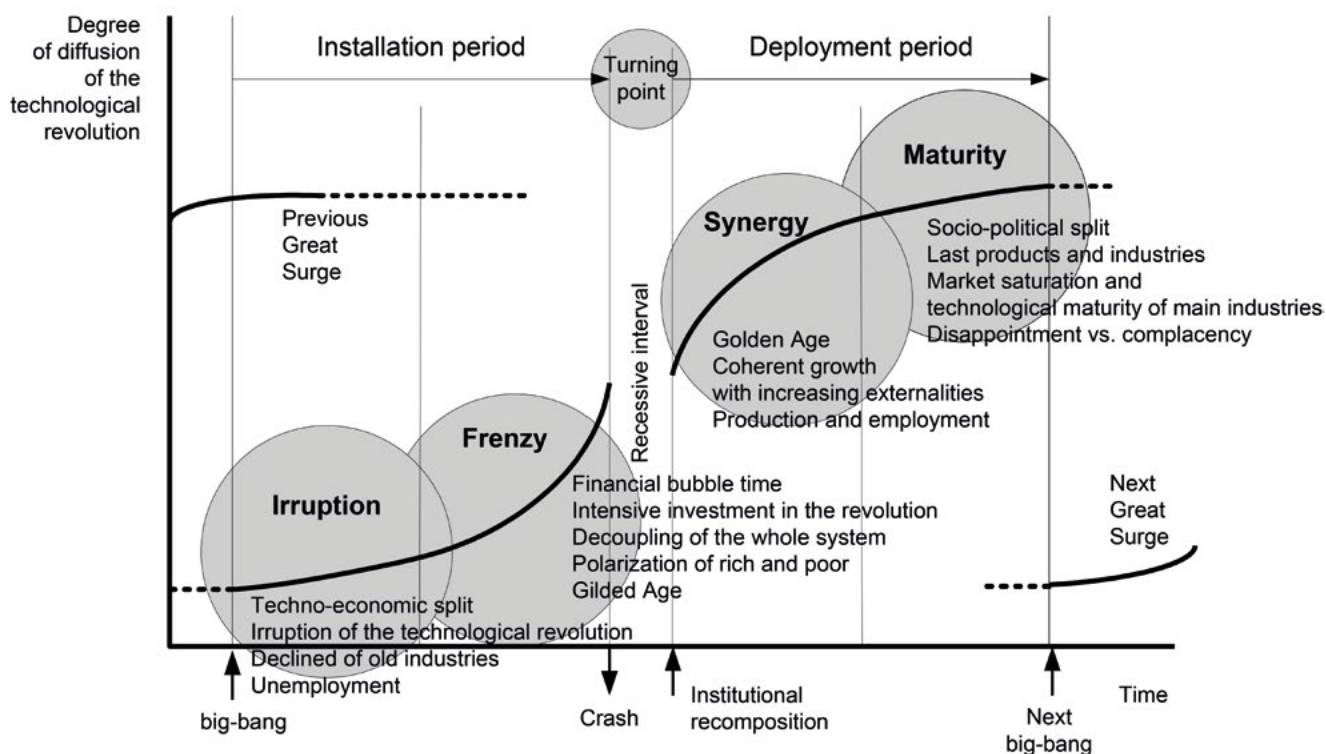 Degree
of diffusion
of the
technological
revolution
Installation period
Turning
point
Deployment period
Previous
Great
Surge
Maturity
Socio-political split
Last products and industries
Market saturation and
technological maturity of main industries
Disappointment vs. complacency
Synergy
Golden Age
Coherent growth
with increasing externalities
Production and employment
Recessive interval
Frenzy
Financial bubble time
Intensive investment in the revolution
Decoupling of the whole system
Polarization of rich and poor
Gilded Age
Irruption
Techno-economic split
Irruption of the technological revolution
Declined of old industries
Unemployment
Next
Great
Surge
big-bang
Crash
Institutional
recomposition
Next
big-bang
Time